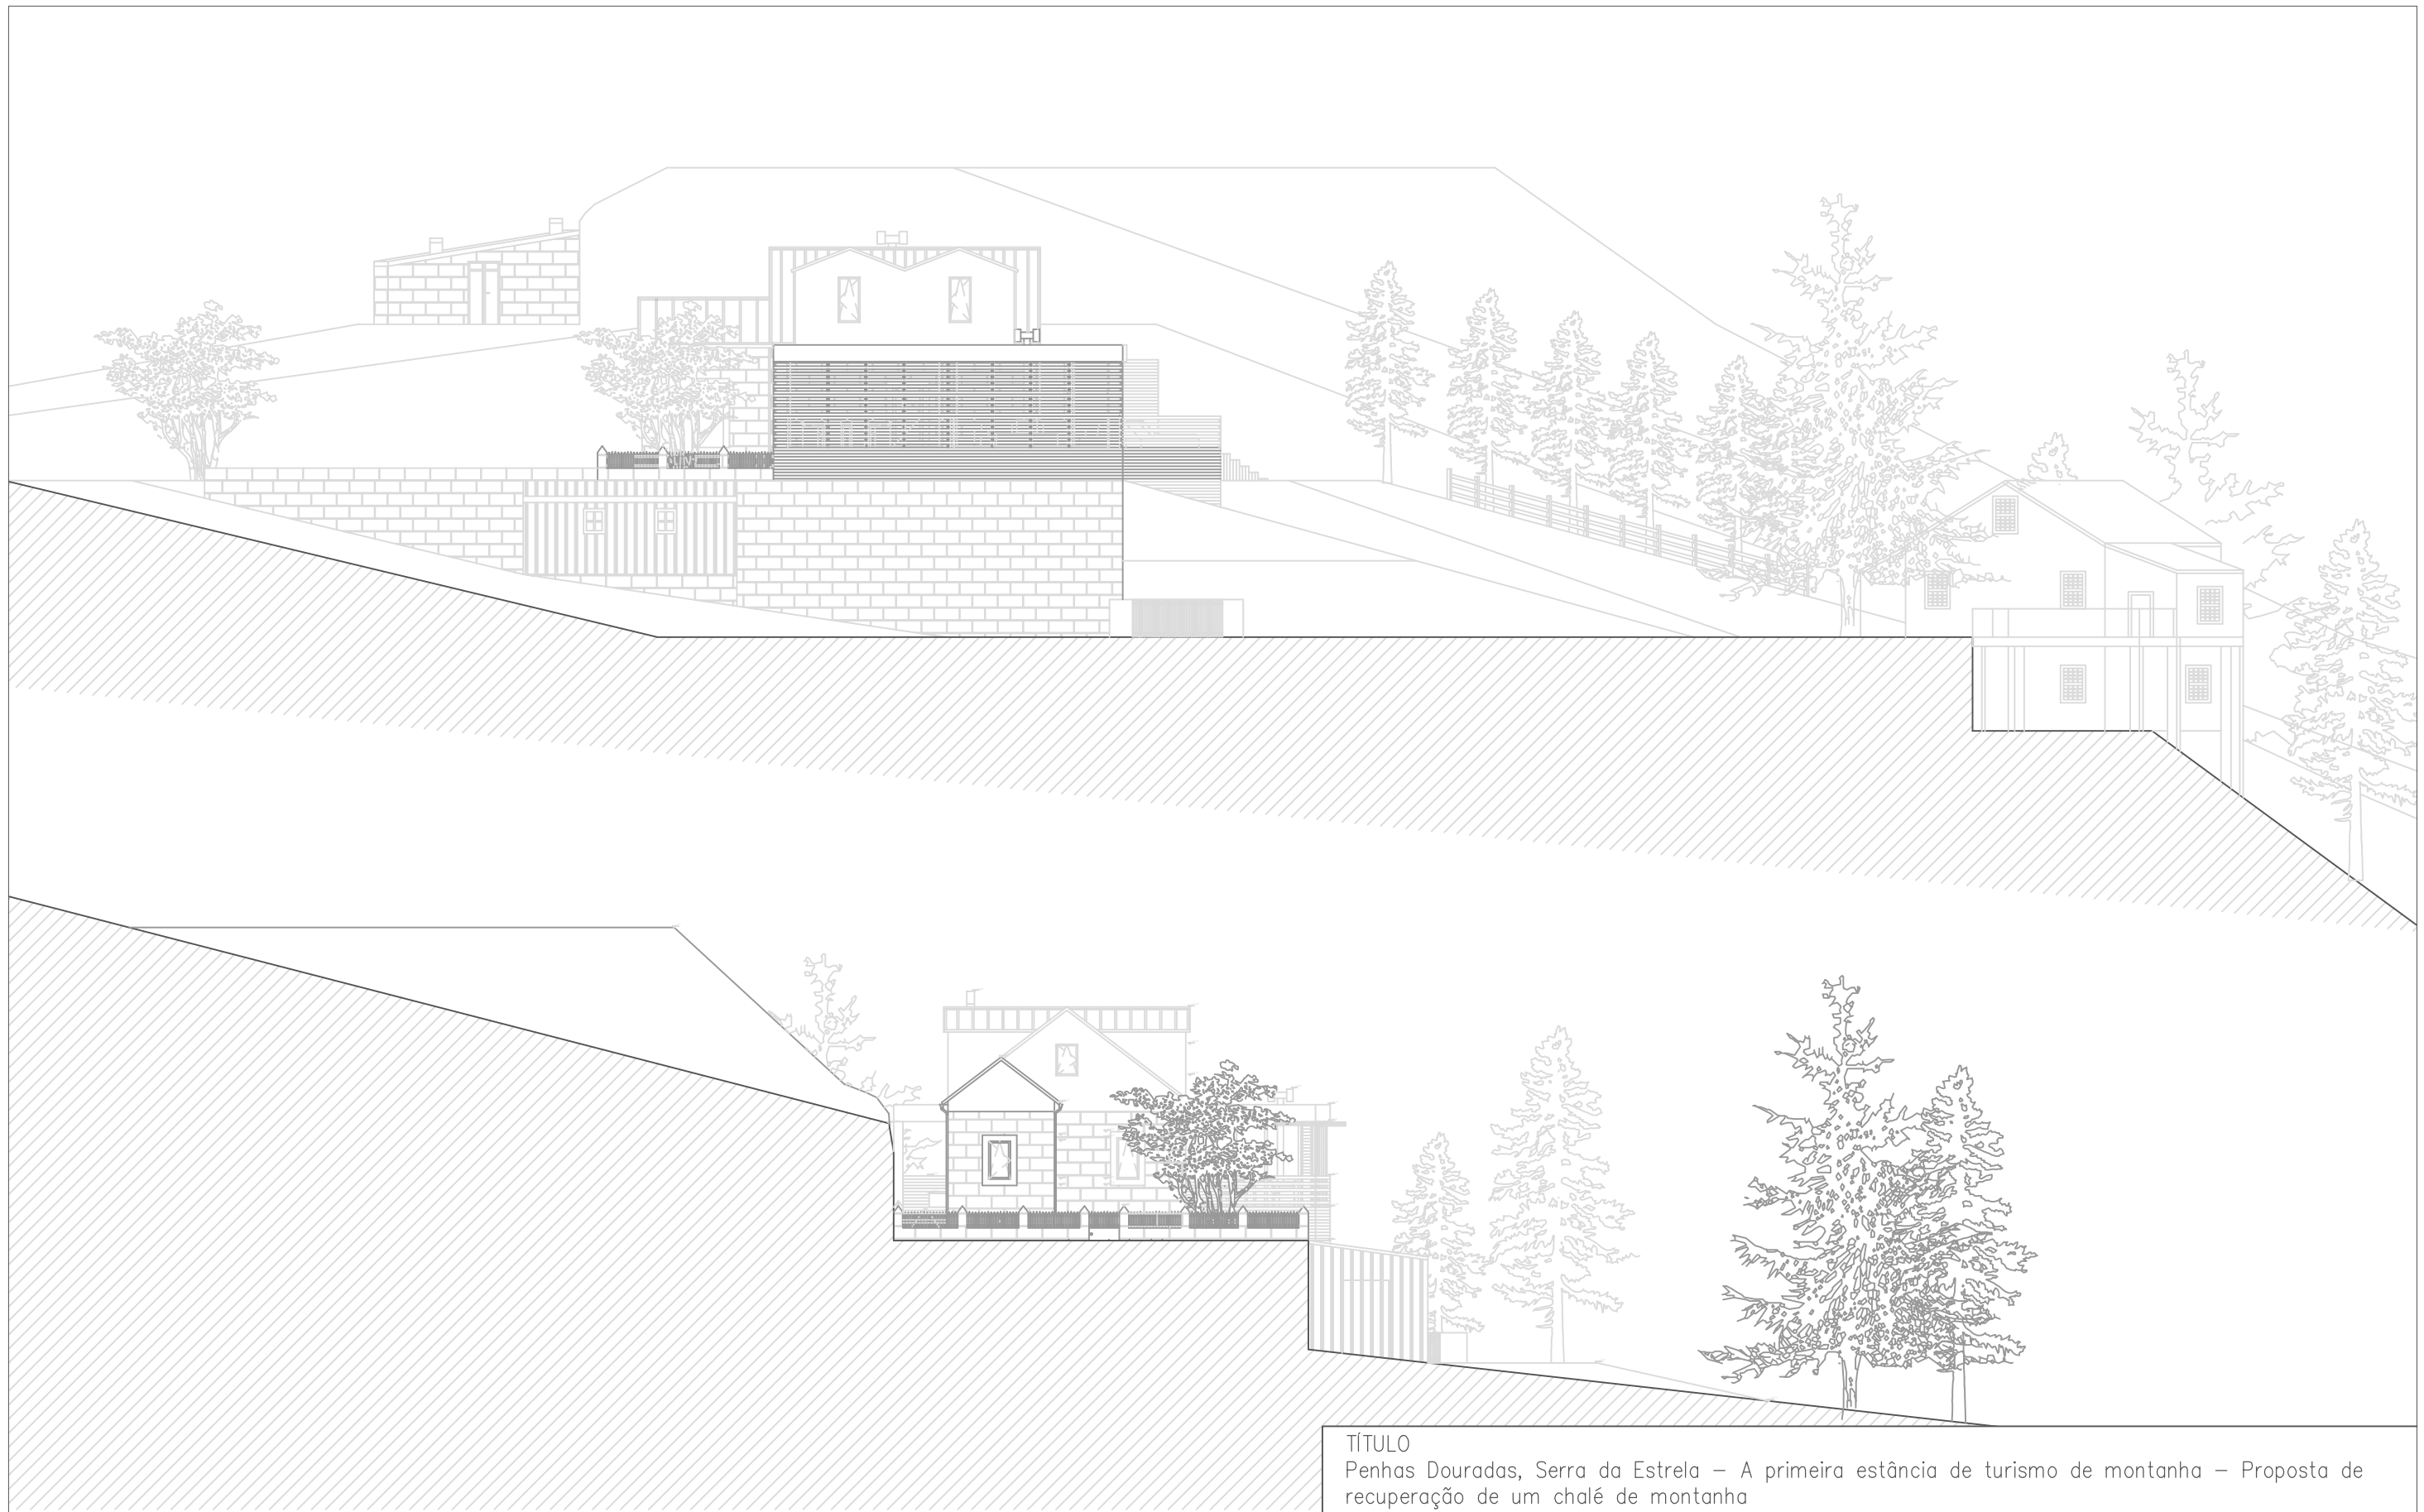 TÍTULO
Penhas Douradas, Serra da Estrela – A primeira estância de turismo de montanha – Proposta de
recuperação de um chalé de montanha